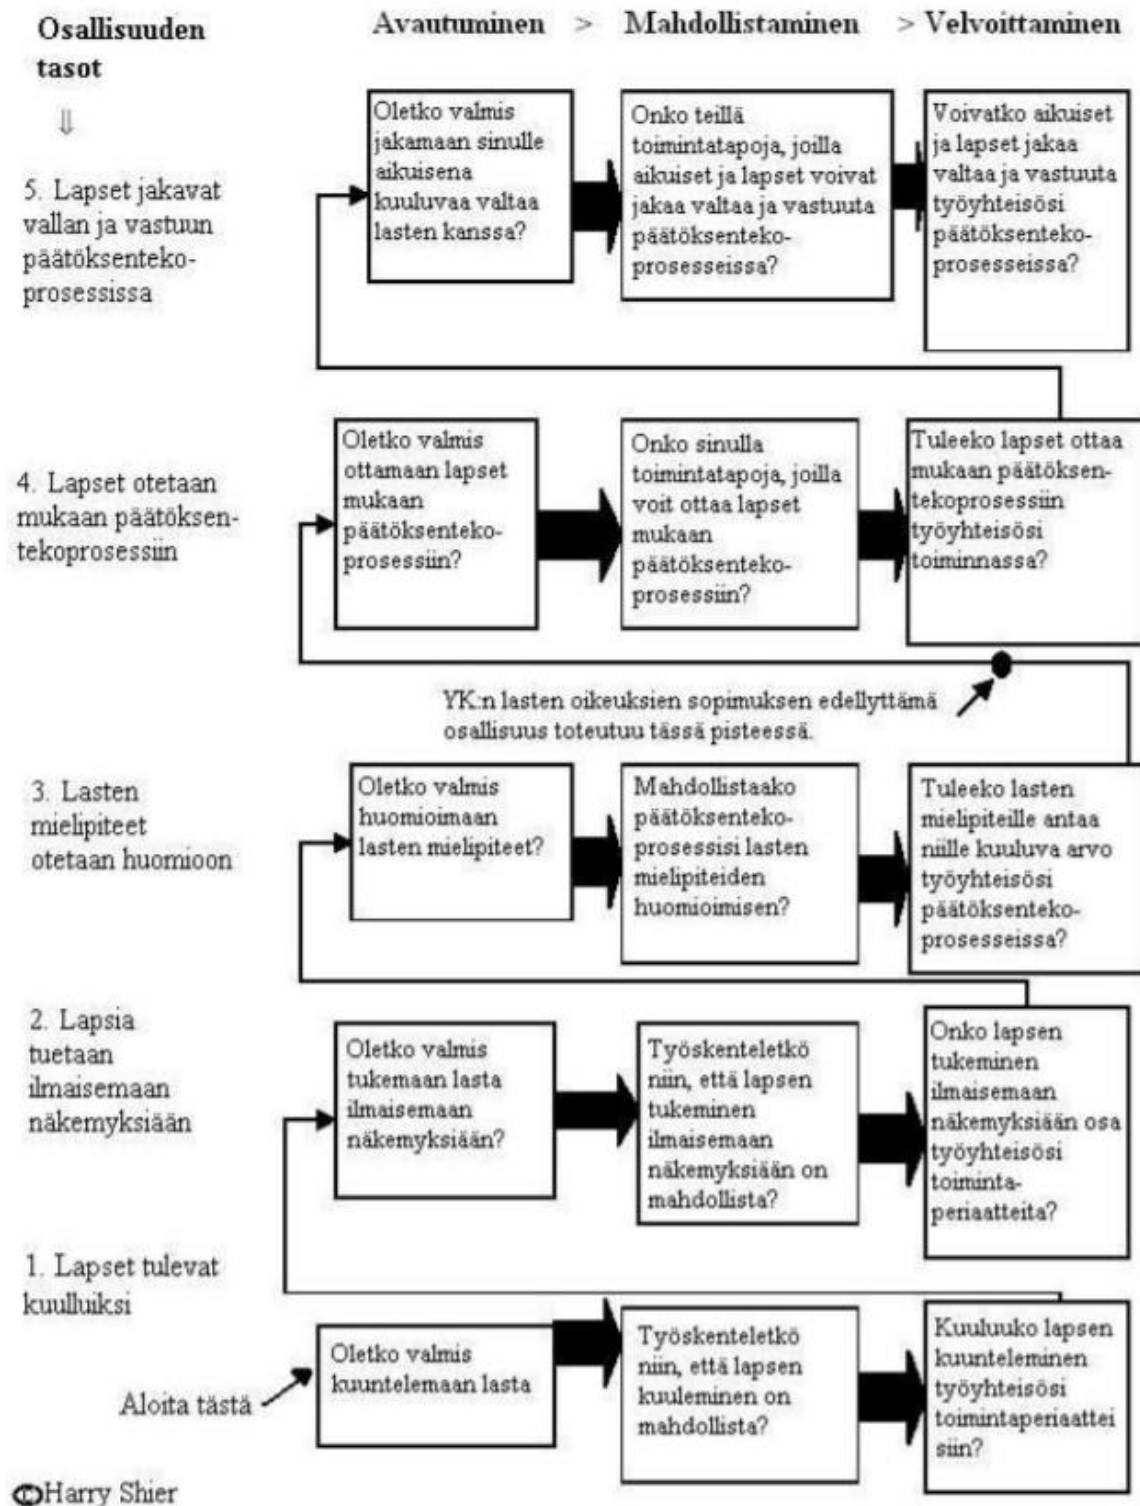 Osallisuuden
tasot
⇓
Avautuminen > Mahdollistaminen > Velvoittaminen
5. Lapset jakavat
vallan ja vastuun
päätöksenteko-
prosessissa
Oletko valmis
jakamaan sinulle
aikuisena
kuuluvaa valtaa
lasten kanssa?
Onko teillä
toimintatapoja, joilla
aikuiset ja lapset voivat
jakaa valtaa ja vastuuta
päätöksenteko-
prosesseissa?
Voivatko aikuiset
ja lapset jakaa
valtaa ja vastuuta
työyhteisösi
päätöksenteko-
prosesseissa?
4. Lapset otetaan
mukaan päätöksen-
tekoprosessiin
Oletko valmis
ottamaan lapset
mukaan
päätöksenteko-
prosessiin?
Onko sinulla
toimintatapoja, joilla
voit ottaa lapset
mukaan
päätöksenteko-
prosessiin?
Tuleeko lapset ottaa
mukaan päätöksen-
tekoprosessiin
työyhteisösi
toiminnassa?
YK:n lasten oikeuksien sopimuksen edellyttämä
osallisuus toteutuu tässä pisteessä.
3. Lasten
mielipiteet
otetaan huomioon
Oletko valmis
huomioimaan
lasten mielipiteet?
Mahdollistaako
päätöksenteko-
prosessisi lasten
mielipiteiden
huomioimisen?
Tuleeko lasten
mielipiteille antaa
niille kuuluva arvo
työyhteisösi
päätöksenteko-
prosesseissa?
2. Lapsia
tuetaan
ilmaisemaan
näkemyksiään
Oletko valmis
tukemaan lasta
ilmaisemaan
näkemyksiään?
Työskenteletkö
niin, että lapsen
tukeminen
ilmaisemaan
näkemyksiään on
mahdollista?
Onko lapsen
tukeminen
ilmaisemaan
näkemyksiään osa
työyhteisösi
toiminta-
periaatteita?
1. Lapset tulevat
kuulluiksi
Aloita tästä
Oletko valmis
kuuntelemaan lasta
Työskenteletkö
niin, että lapsen
kuuleminen on
mahdollista?
Kuuluuko lapsen
kuunteleminen
työyhteisösi
toimintaperiaattei
siin?
©Harry Shier